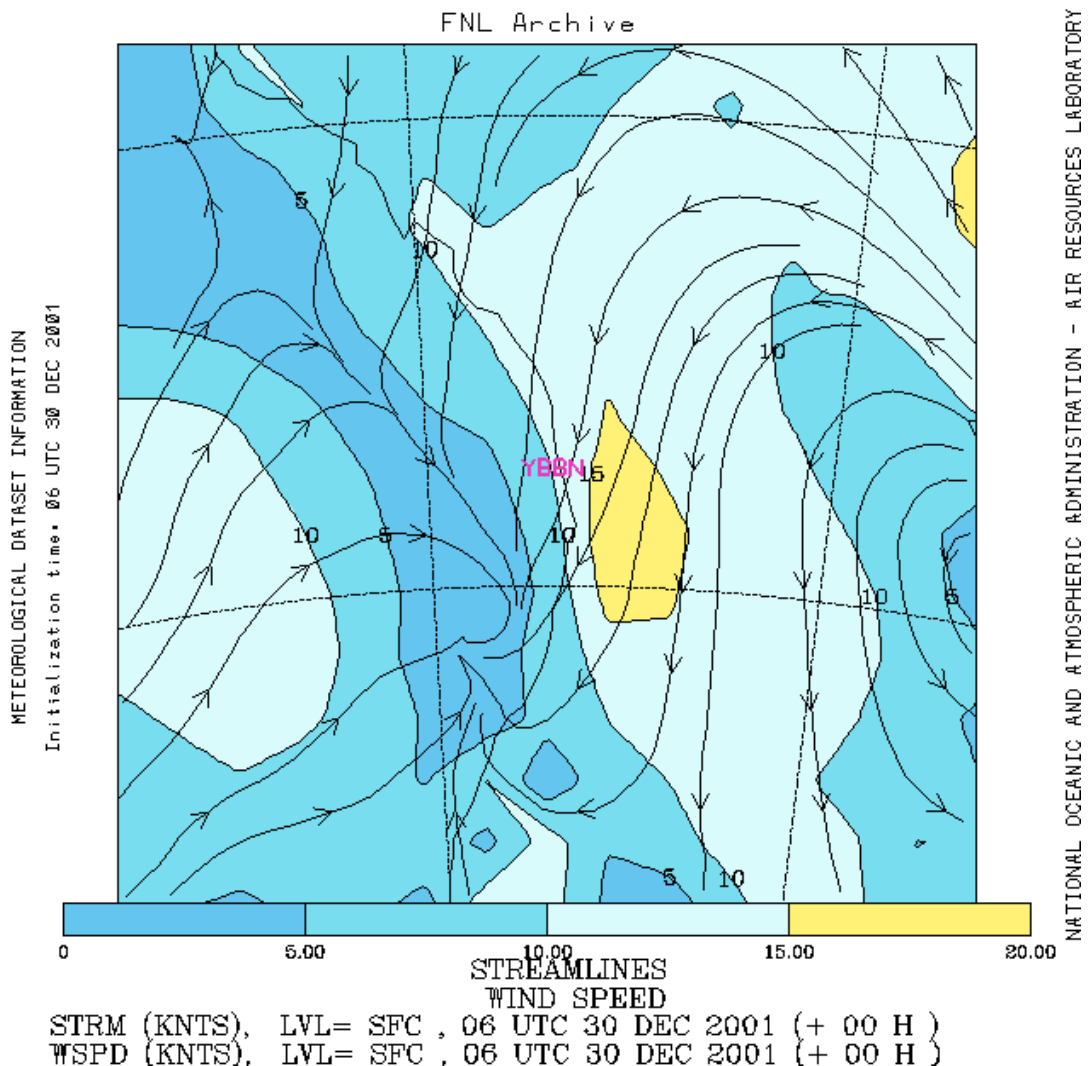 FNL Archive
METEOROLOGICAL DATASET INFORMATION
Initialization time: 06 UTC 30 DEC 2001
NATIONAL OCEANIC AND ATMOSPHERIC ADMINISTRATION - AIR RESOURCES LABORATORY
5
10
10
YBBN
15
10
5
10
10
5
5
10
0 5.00 10.00 15.00 20.00
STREAMLINES
WIND SPEED
STRM (KNTS), LVL= SFC , 06 UTC 30 DEC 2001 (+ 00 H )
WSPD (KNTS), LVL= SFC , 06 UTC 30 DEC 2001 (+ 00 H )